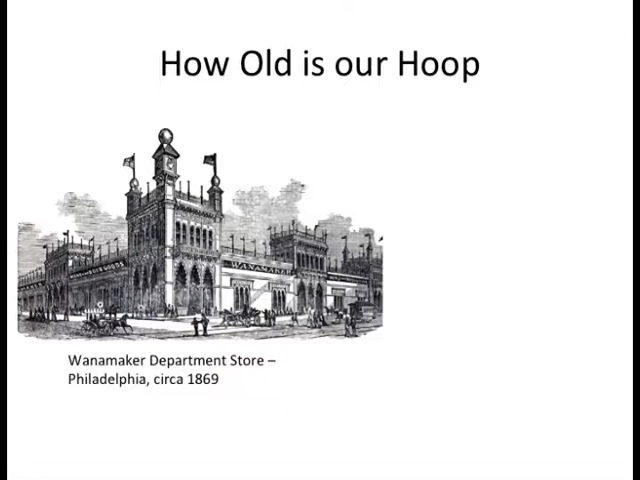 How Old is our Hoop
WANAMAKER
Wanamaker Department Store –
Philadelphia, circa 1869